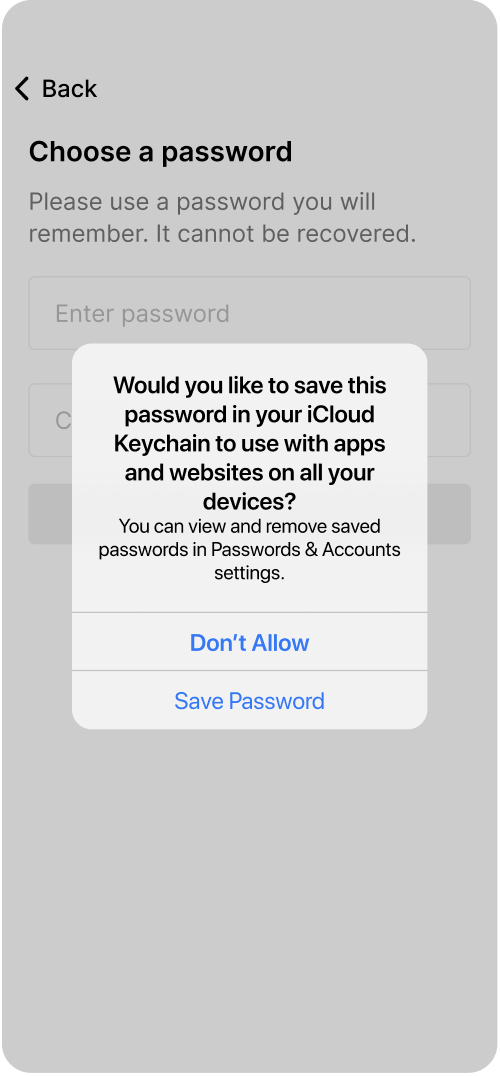 Back
Choose a password
Please use a password you will
remember. It cannot be recovered.
Enter password
C
Would you like to save this
password in your iCloud
Keychain to use with apps
and websites on all your
devices?
You can view and remove saved
passwords in Passwords & Accounts
settings.
Don't Allow
Save Password